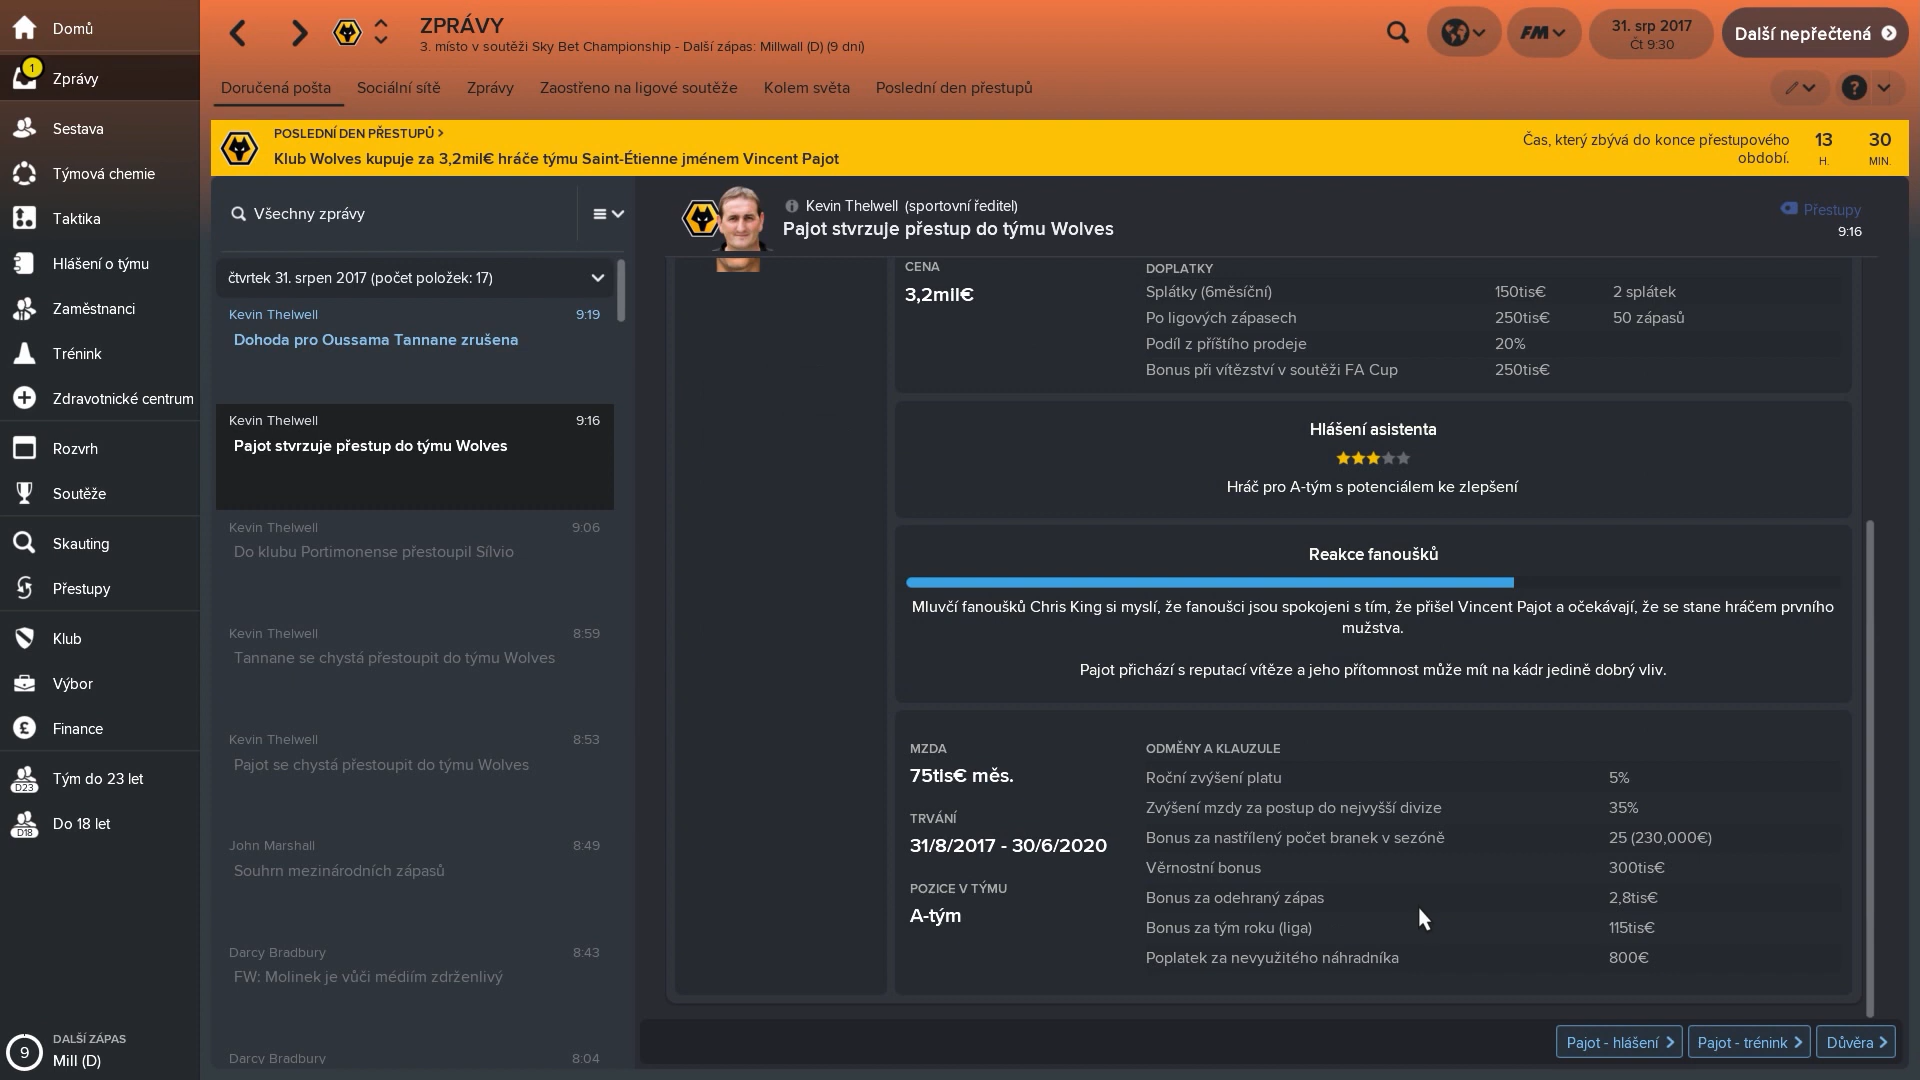 Domů
1
Zprávy
Sestava
Týmová chemie
Taktika
Hlášení o týmu
Zaměstnanci
Trénink
Zdravotnické centrum
Rozvrh
Soutěže
Skauting
Přestupy
Klub
Výbor
Finance
D23
Tým do 23 let
D18
Do 18 let
DALŠÍ ZÁPAS
9
Mill (D)
ZPRÁVY
3. místo v soutěži Sky Bet Championship - Další zápas: Millwall (D) (9 dní)
FM
31. srp 2017
Čt 9:30
Další nepřečtená
Doručená pošta
Sociální sítě
Zprávy
Zaostřeno na ligové soutěže
Kolem světa
Poslední den přestupů
?
POSLEDNÍ DEN PŘESTUPŮ >
Klub Wolves kupuje za 3,2mil€ hráče týmu Saint-Étienne jménem Vincent Pajot
Čas, který zbývá do konce přestupového
období.
13
H.
30
MIN.
Všechny zprávy
čtvrtek 31. srpen 2017 (počet položek: 17)
Kevin Thelwell 9:19
Dohoda pro Oussama Tannane zrušena
Kevin Thelwell 9:16
Pajot stvrzuje přestup do týmu Wolves
Kevin Thelwell 9:06
Do klubu Portimonense přestoupil Sílvio
Kevin Thelwell 8:59
Tannane se chystá přestoupit do týmu Wolves
Kevin Thelwell 8:53
Pajot se chystá přestoupit do týmu Wolves
John Marshall 8:49
Souhrn mezinárodních zápasů
Darcy Bradbury 8:43
FW: Molinek je vůči médiím zdrženlivý
Darcy Bradbury 8:04
Kevin Thelwell (sportovní ředitel)
Pajot stvrzuje přestup do týmu Wolves
Přestupy
9:16
CENA
3,2mil€
DOPLATKY
Splátky (6měsíční) 150tis€ 2 splátek
Po ligových zápasech 250tis€ 50 zápasů
Podíl z příštího prodeje 20%
Bonus při vítězství v soutěži FA Cup 250tis€
Hlášení asistenta
Hráč pro A-tým s potenciálem ke zlepšení
Reakce fanoušků
Mluvčí fanoušků Chris King si myslí, že fanoušci jsou spokojeni s tím, že přišel Vincent Pajot a očekávají, že se stane hráčem prvního
mužstva.
Pajot přichází s reputací vítěze a jeho přítomnost může mít na kádr jedině dobrý vliv.
MZDA
75tis€ měs.
TRVÁNÍ
31/8/2017 - 30/6/2020
POZICE V TÝMU
A-tým
ODMĚNY A KLAUZULE
Roční zvýšení platu 5%
Zvýšení mzdy za postup do nejvyšší divize 35%
Bonus za nastřílený počet branek v sezóně 25 (230,000€)
Věrnostní bonus 300tis€
Bonus za odehraný zápas 2,8tis€
Bonus za tým roku (liga) 115tis€
Poplatek za nevyužitého náhradníka 800€
Pajot - hlášení
Pajot - trénink
Důvěra